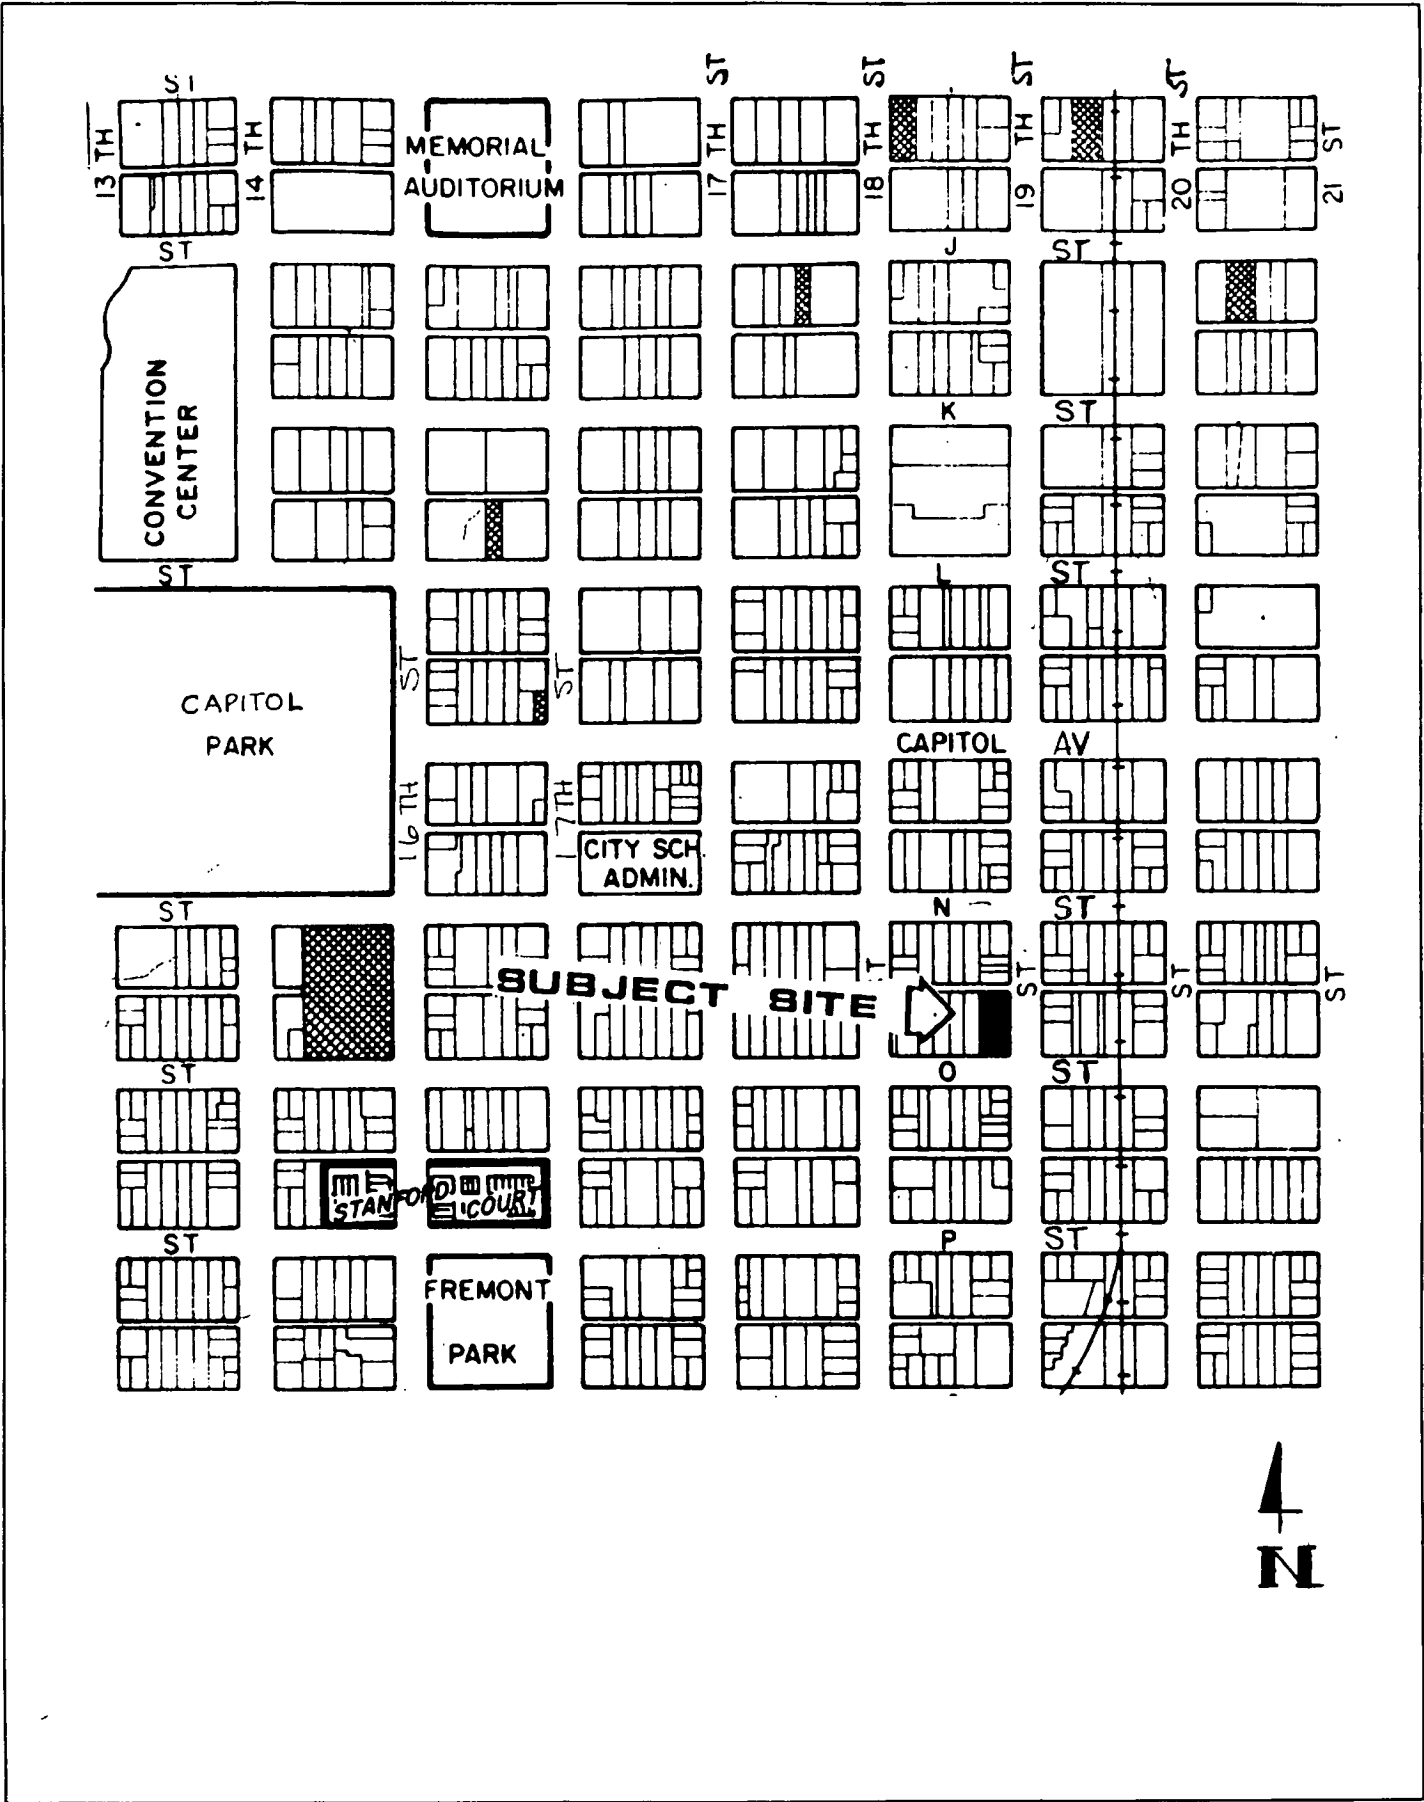 ST
ST
ST
ST
ST
13 TH
14 TH
MEMORIAL
AUDITORIUM
17 TH
18 TH
19 TH
20 TH
21 ST
ST
J ST
CONVENTION
CENTER
K ST
ST
L ST
CAPITOL
PARK
ST
ST
CAPITOL AV
16 TH
17 TH
CITY SCH.
ADMIN.
ST
N ST
SUBJECT SITE
ST
ST
ST
ST
O ST
STANFORD COURT
ST
P ST
FREMONT
PARK
N